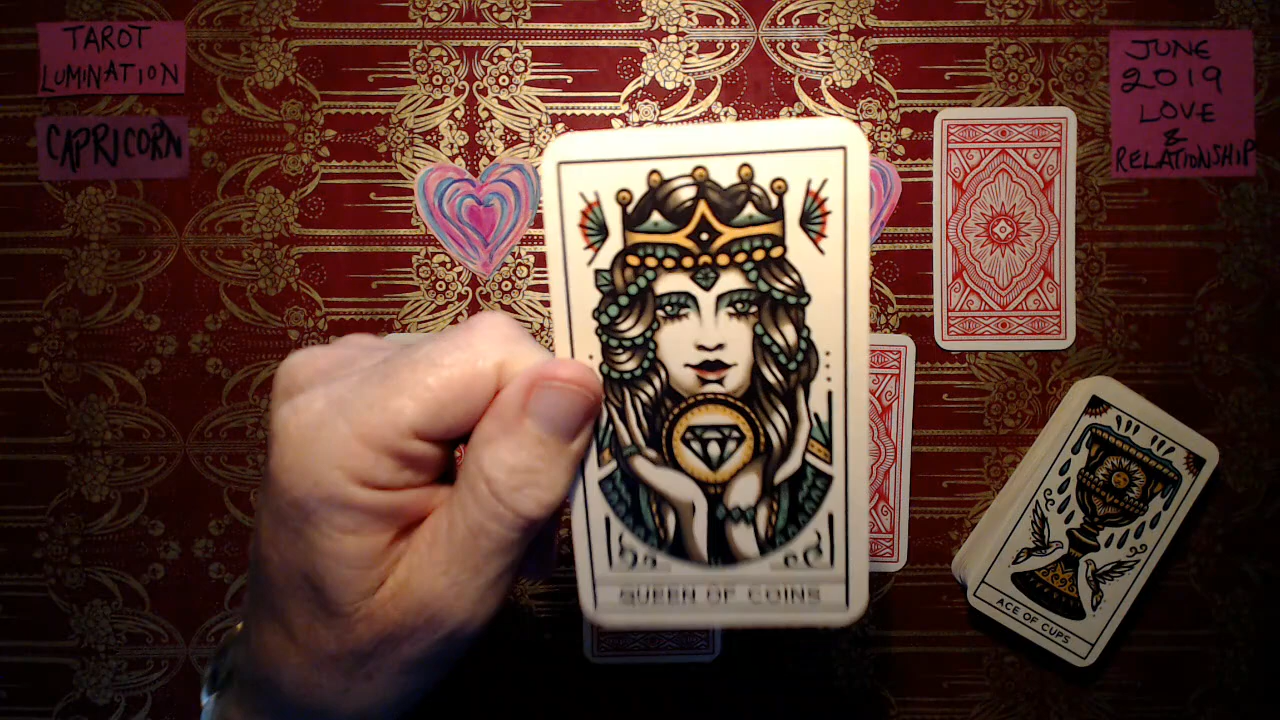 TAROT
LUMINATION
CAPRICORN
JUNE
2019
LOVE
&
RELATIONSHIP
QUEEN OF COINS
ACE OF CUPS